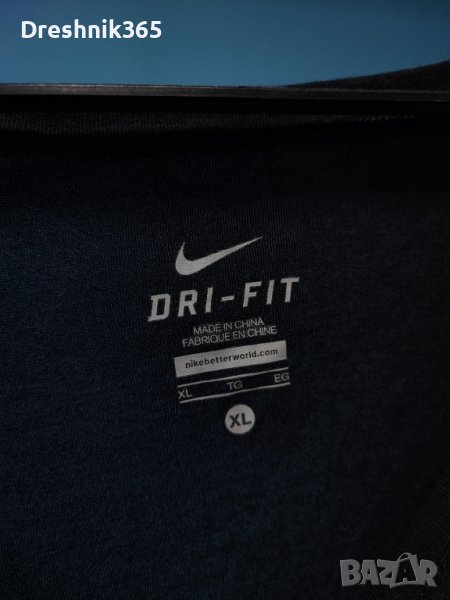 Dreshnik365
DRI-FIT
MADE IN CHINA
FABRIQUE EN CHINE
nikebetterworld.com
XL TG EG
XL
BAZAR